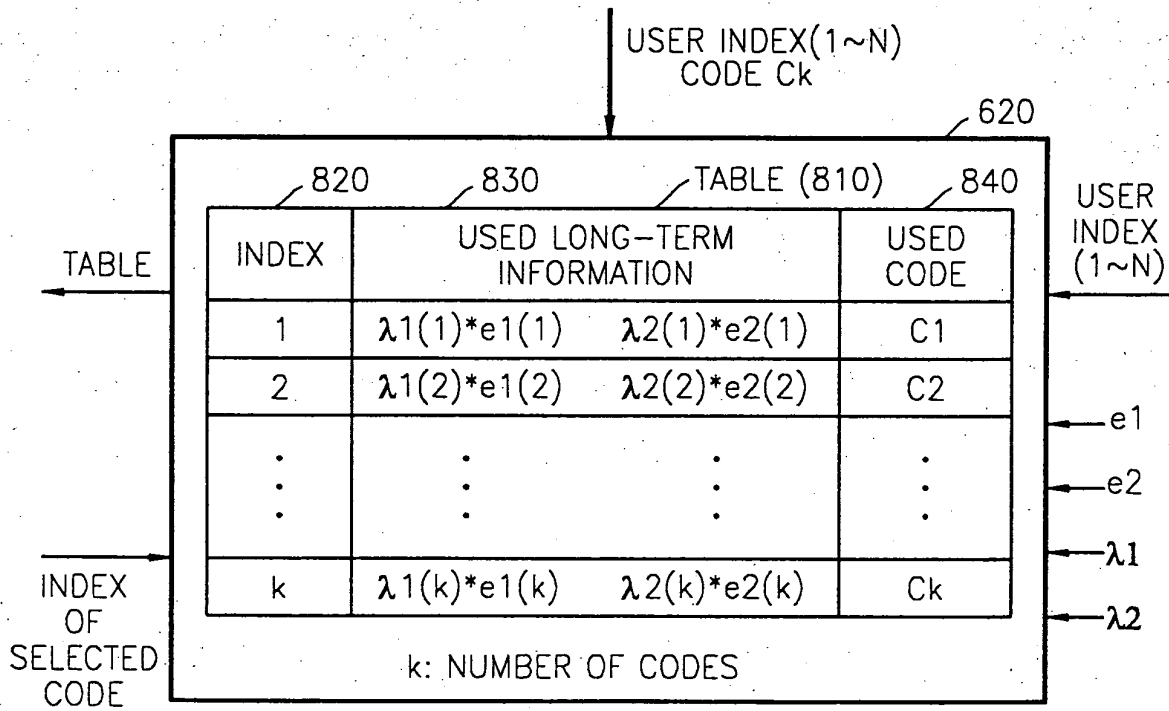 USER INDEX(1~N)
CODE Ck
620
820
830
TABLE (810)
840
USER
INDEX
(1~N)
TABLE
INDEX
USED LONG-TERM
INFORMATION
USED
CODE
1 λ1(1)*e1(1) λ2(1)*e2(1) C1
2 λ1(2)*e1(2) λ2(2)*e2(2) C2
e1
e2
λ1
k λ1(k)*e1(k) λ2(k)*e2(k) Ck
λ2
INDEX
OF
SELECTED
CODE
k: NUMBER OF CODES